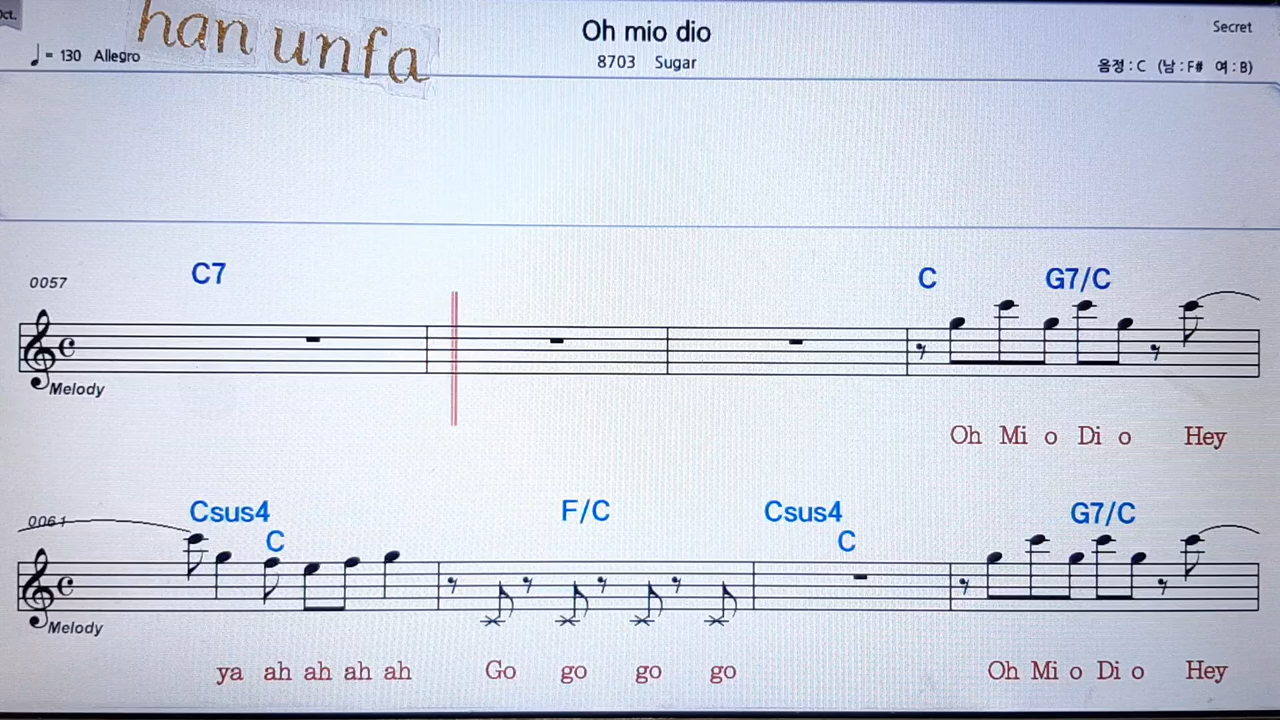 Oct.
han unfa
Oh mio dio
Secret
♩= 130 Allegro
8703 Sugar
음정 : C (남 : F# 여 : B)
0057
C7
C G7/C
Melody
Oh Mi o Di o Hey
0061
Csus4
C
F/C
Csus4
C
G7/C
Melody
ya ah ah ah ah Go go go go Oh Mi o Di o Hey